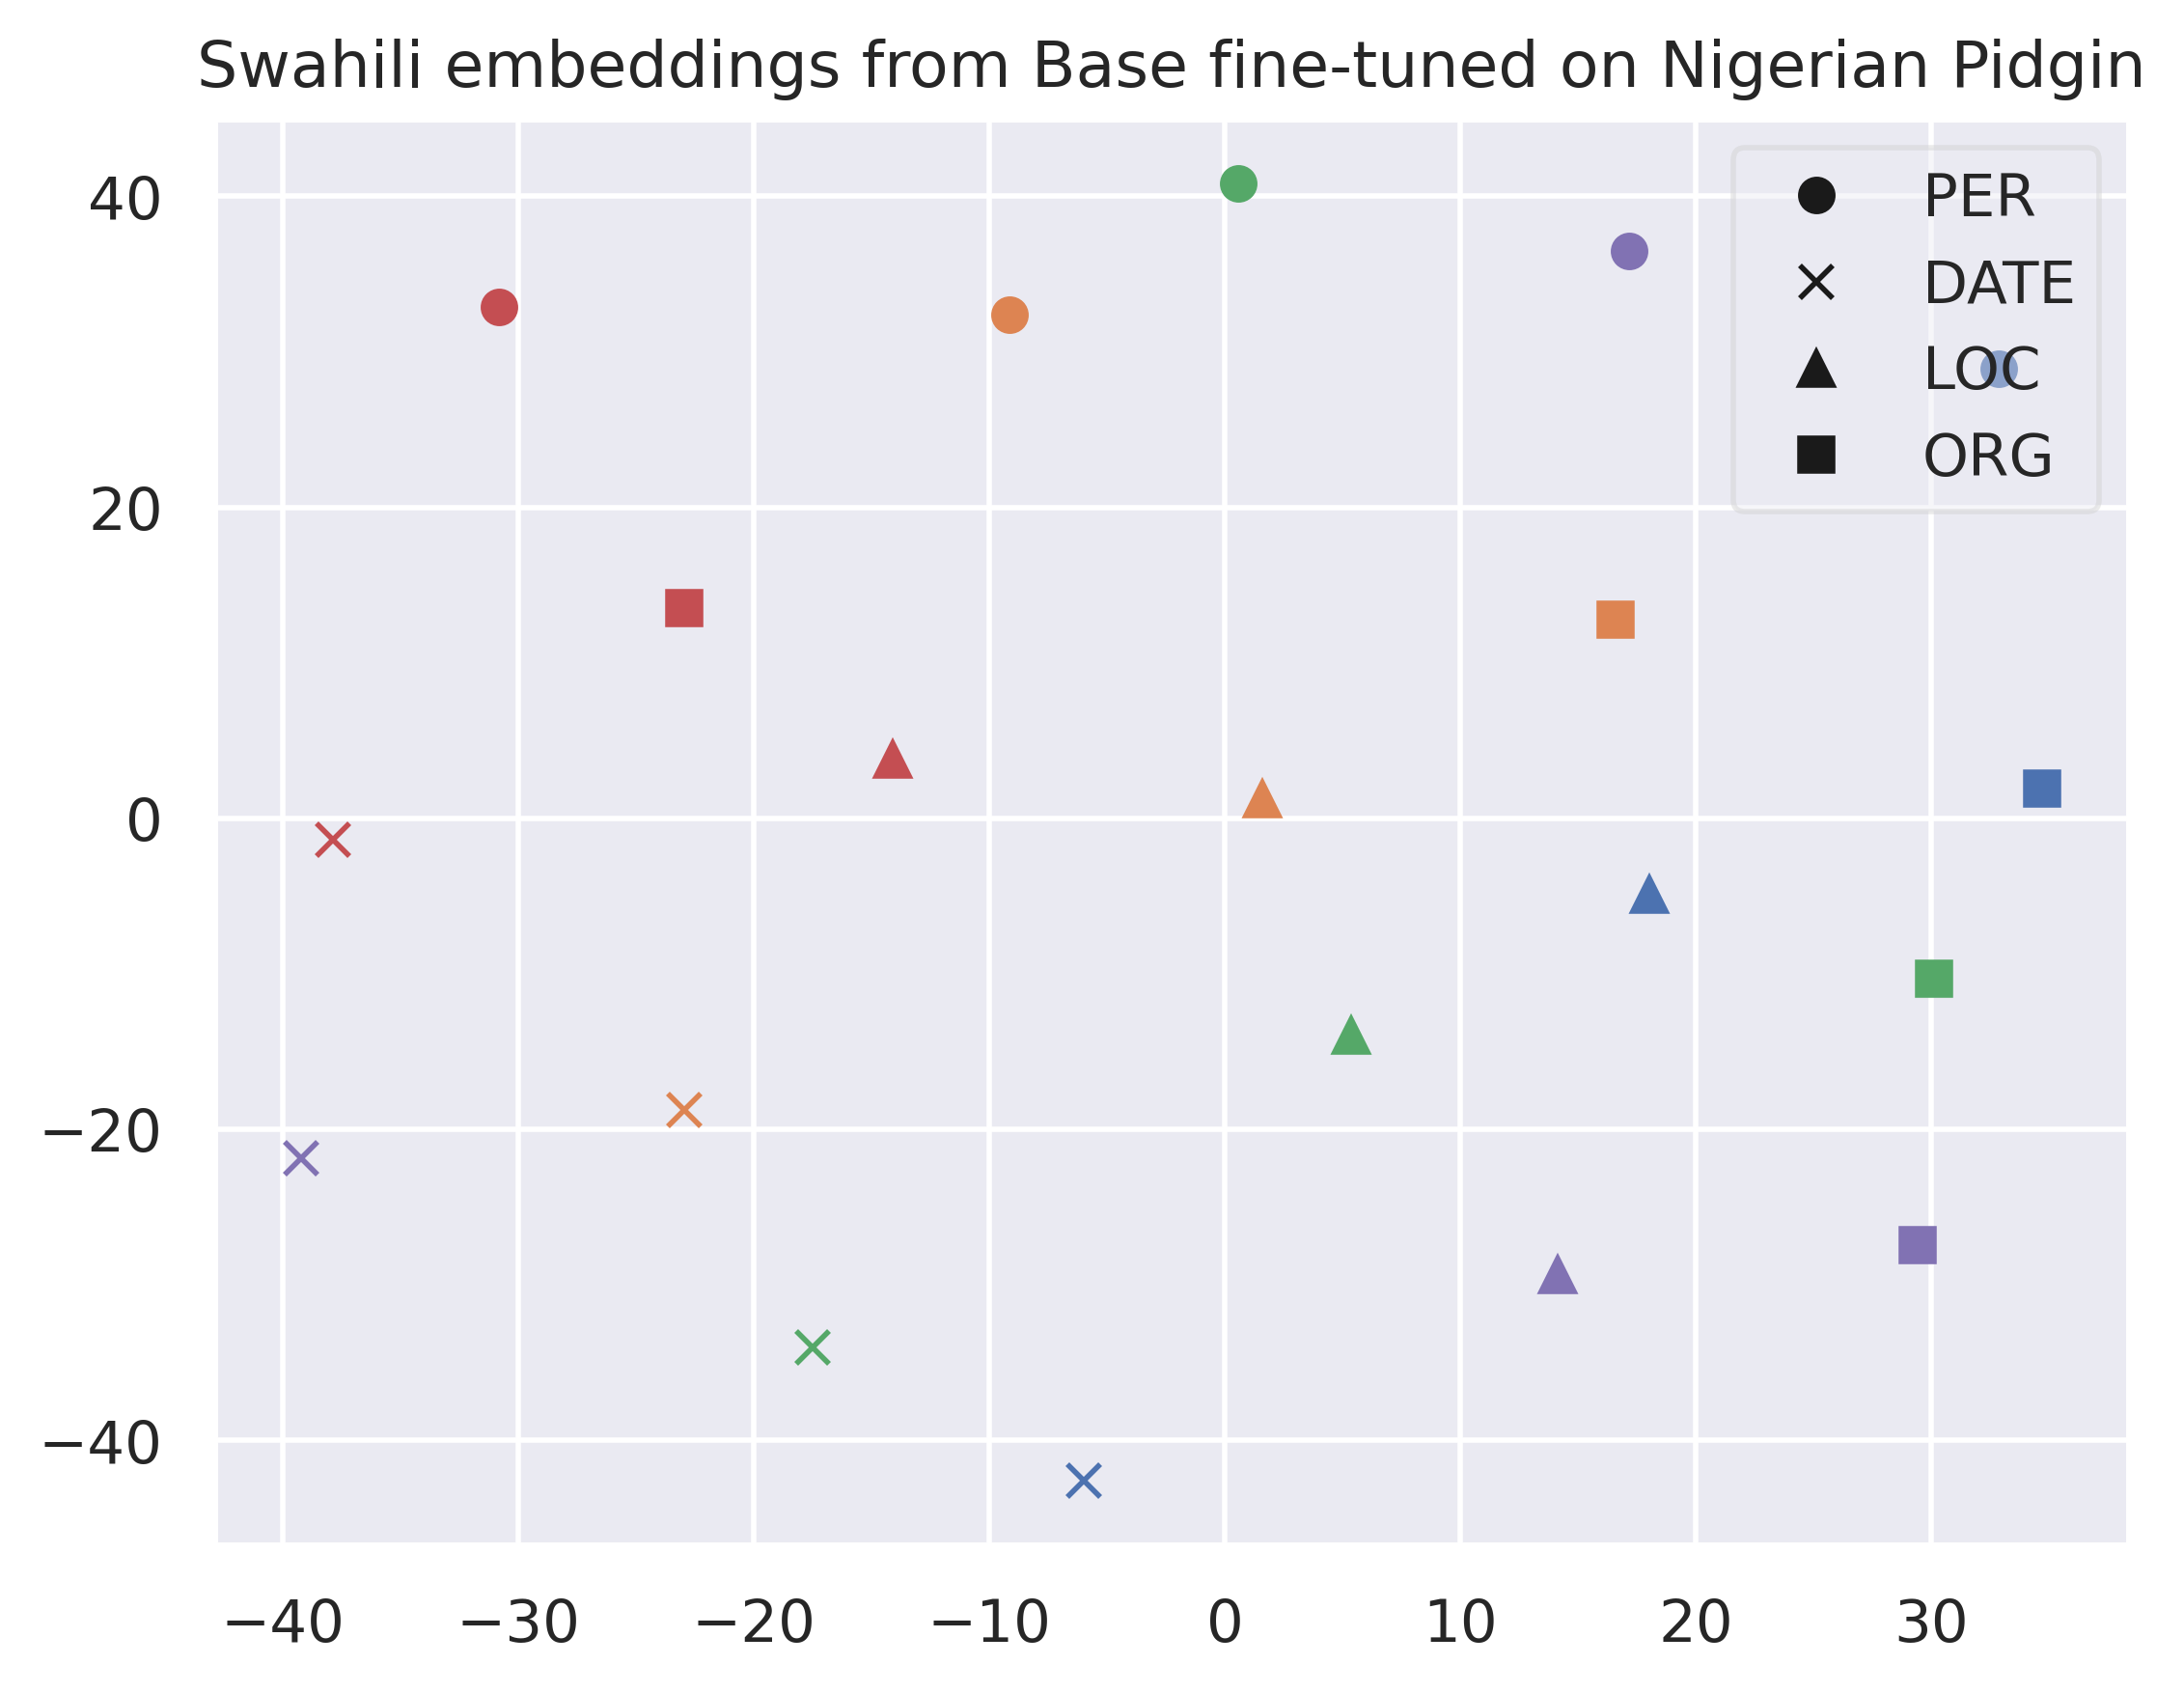 Swahili embeddings from Base fine-tuned on Nigerian Pidgin
PER
DATE
LOC
ORG
40
20
0
−20
−40
−40 −30 −20 −10 0 10 20 30